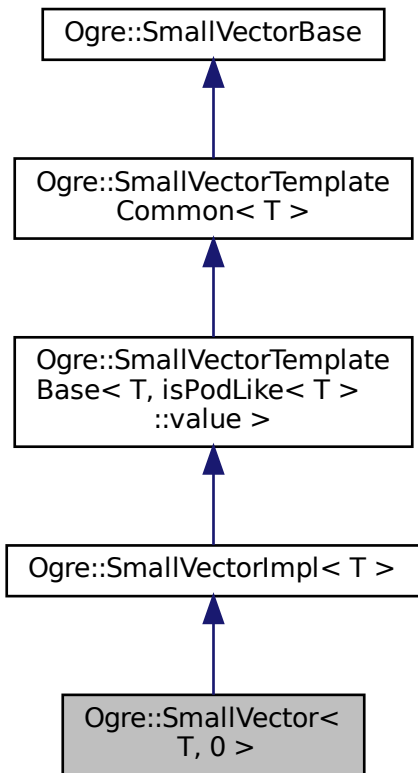 Ogre::SmallVectorBase
Ogre::SmallVectorTemplate
Common< T >
Ogre::SmallVectorTemplate
Base< T, isPodLike< T >
::value >
Ogre::SmallVectorImpl< T >
Ogre::SmallVector<
T, 0 >